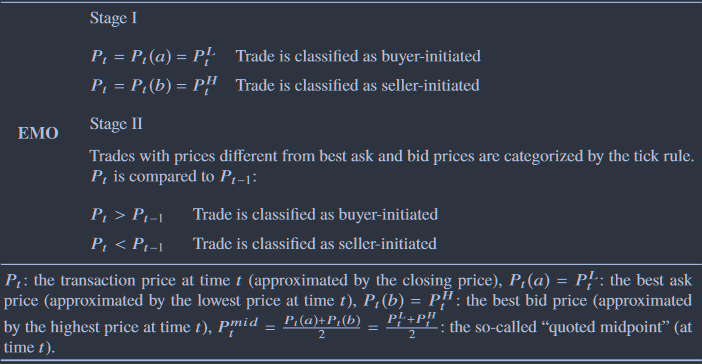 Stage I
P_t = P_t(a) = P_t^L Trade is classified as buyer-initiated
P_t = P_t(b) = P_t^H Trade is classified as seller-initiated
EMO
Stage II
Trades with prices different from best ask and bid prices are categorized by the tick rule.
P_t is compared to P_{t−1}:
P_t > P_{t−1} Trade is classified as buyer-initiated
P_t < P_{t−1} Trade is classified as seller-initiated
P_t: the transaction price at time t (approximated by the closing price), P_t(a) = P_t^L: the best ask
price (approximated by the lowest price at time t), P_t(b) = P_t^H: the best bid price (approximated
by the highest price at time t), P_t^{mid} = \frac{P_t(a)+P_t(b)}{2} = \frac{P_t^L+P_t^H}{2}: the so-called “quoted midpoint” (at
time t).